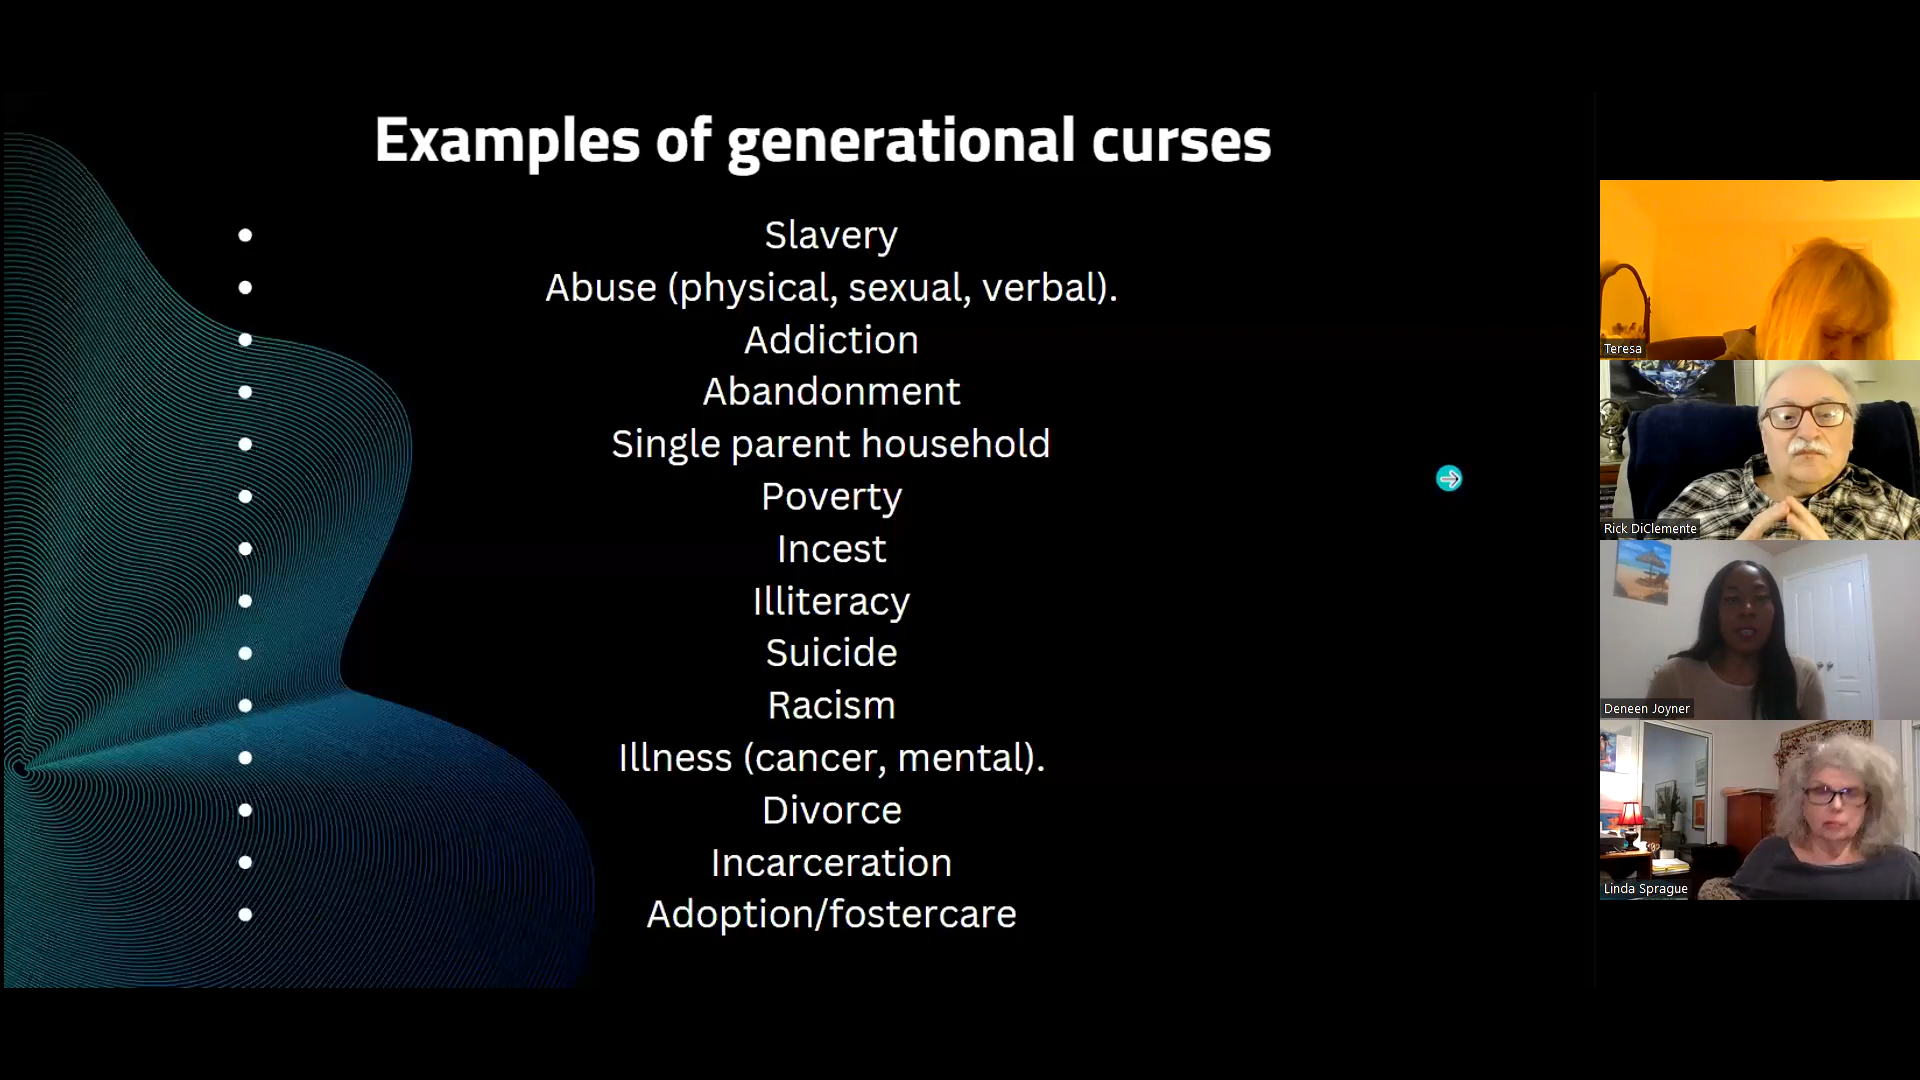 Examples of generational curses
Slavery
Abuse (physical, sexual, verbal).
Addiction
Abandonment
Single parent household
Poverty
Incest
Illiteracy
Suicide
Racism
Illness (cancer, mental).
Divorce
Incarceration
Adoption/fostercare
Teresa
Rick DiClemente
Deneen Joyner
Linda Sprague